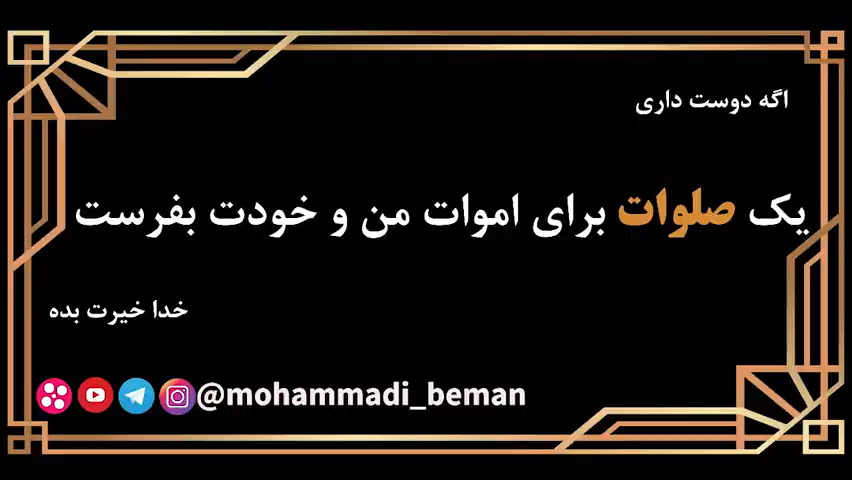 اگه دوست داری
یک صلوات برای اموات من و خودت بفرست
خدا خیرت بده
@mohammadi_beman